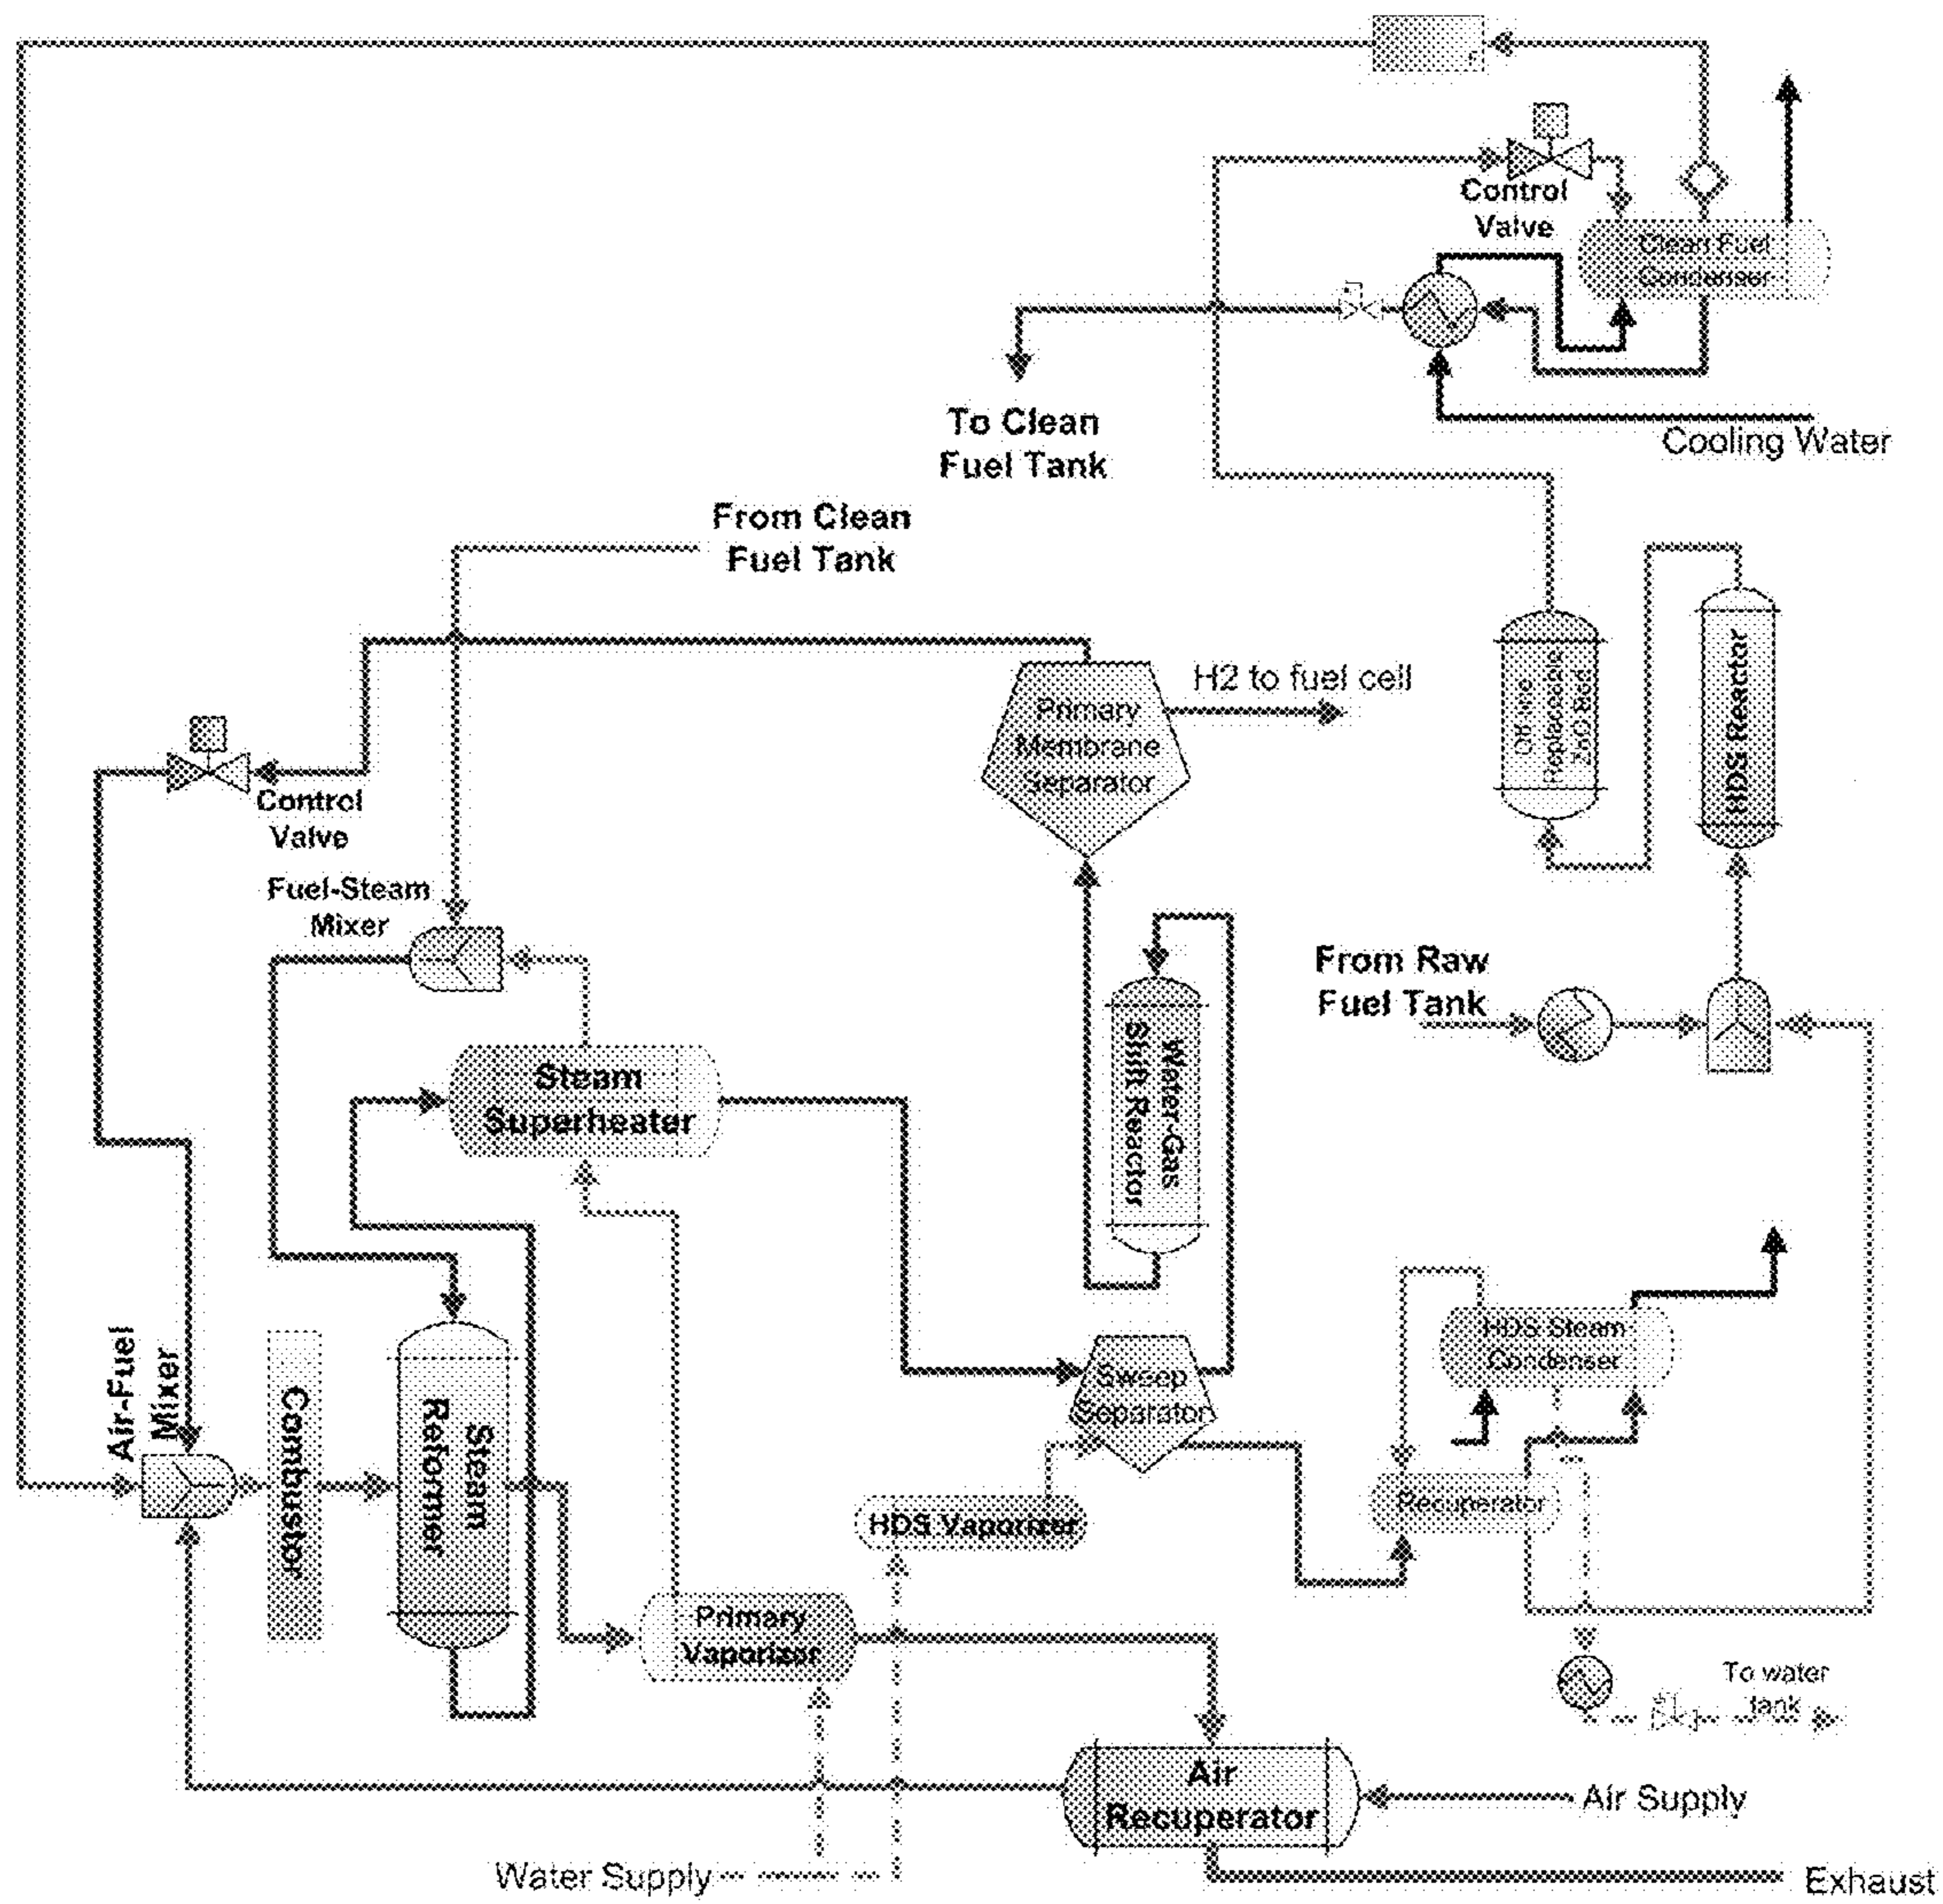 Control
Valve
Clean Fuel
Condenser
Cooling Water
To Clean
Fuel Tank
From Clean
Fuel Tank
H2 to fuel cell
Primary
Membrane
Separator
Replaceable
ZnO Bed
HDS Reactor
Control
Valve
Fuel-Steam
Mixer
From Raw
Fuel Tank
Water-Gas
Shift Reactor
Steam
Superheater
HDS Steam
Condenser
Air-Fuel
Mixer
Combustor
Steam
Reformer
Sweep
Separator
Recuperator
HDS Vaporizer
Primary
Vaporizer
To water
tank
Air
Recuperator
Air Supply
Water Supply
Exhaust